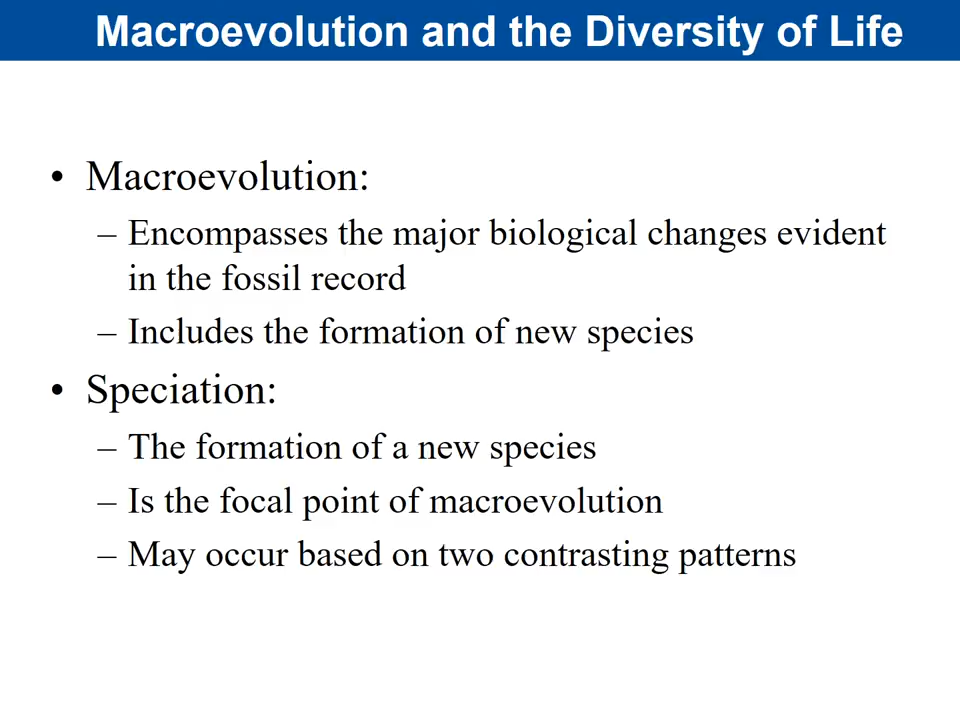 Macroevolution and the Diversity of Life
• Macroevolution:
– Encompasses the major biological changes evident
in the fossil record
– Includes the formation of new species
• Speciation:
– The formation of a new species
– Is the focal point of macroevolution
– May occur based on two contrasting patterns